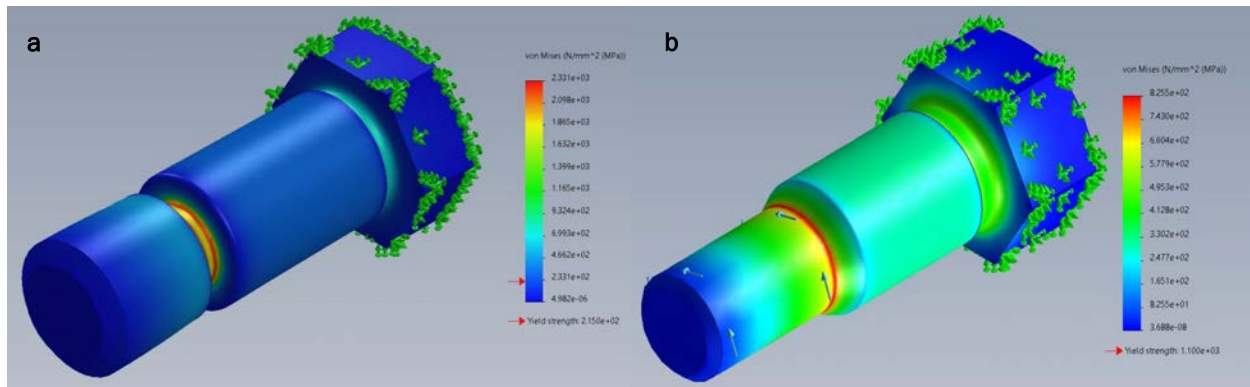 a
von Mises (N/mm^2 (MPa))
2.331e+03
2.098e+03
1.865e+03
1.632e+03
1.399e+03
1.165e+03
9.324e+02
6.993e+02
4.662e+02
2.331e+02
4.982e-06
Yield strength: 2.150e+02
b
von Mises (N/mm^2 (MPa))
8.255e+02
7.430e+02
6.604e+02
5.779e+02
4.953e+02
4.128e+02
3.302e+02
2.477e+02
1.651e+02
8.255e+01
3.688e-08
Yield strength: 1.100e+03